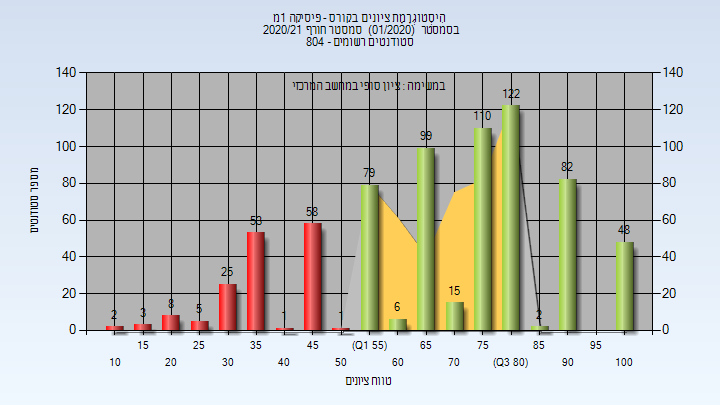 היסטוגרמת ציונים בקורס - פיסיקה 1מ
בסמסטר (01/2020) סמסטר חורף 2020/21
סטודנטים רשומים - 804
במשימה : ציון סופי במחשב המרכזי
140 140
120 120
100 100
80 80
60 60
40 40
20 20
0 0
מספר סטודנטים
2 3 8 5 25 53 1 58 1 79 6 99 15 110 122 2 82 48
15 25 35 45 (Q1 55) 65 75 85 95
10 20 30 40 50 60 70 (Q3 80) 90 100
טווח ציונים